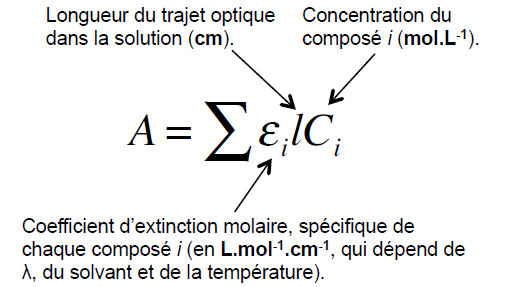 Longueur du trajet optique
dans la solution (cm).
Concentration du
composé i (mol.L⁻¹).
A = ∑ εᵢlCᵢ
Coefficient d'extinction molaire, spécifique de
chaque composé i (en L.mol⁻¹.cm⁻¹, qui dépend de
λ, du solvant et de la température).